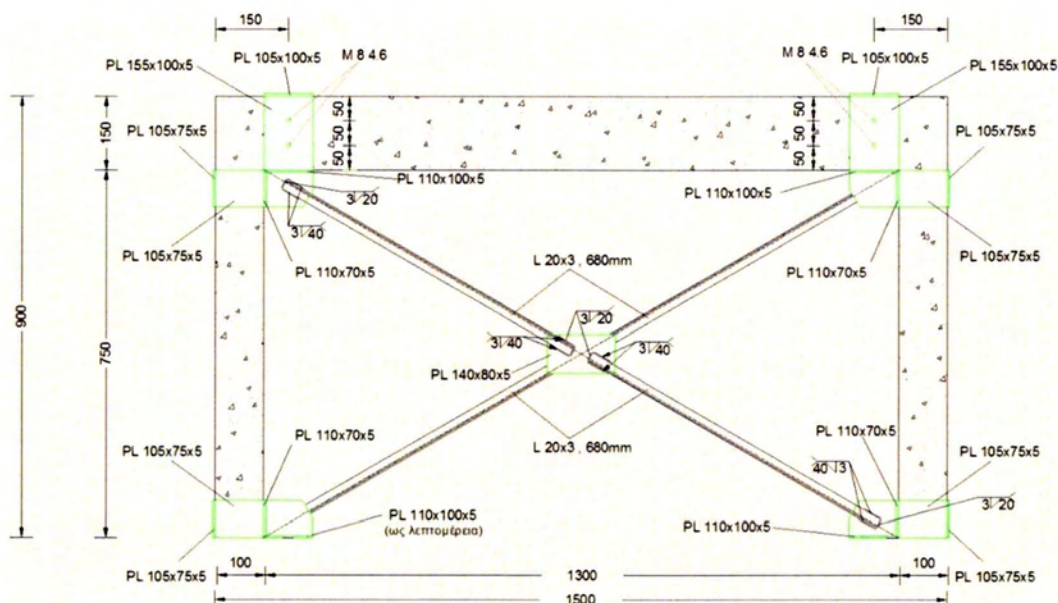 150
150
PL 105x100x5
M 8 4.6
M 8 4.6
PL 105x100x5
PL 155x100x5
PL 155x100x5
50
50
50
50
50
50
150
900
750
PL 105x75x5
PL 105x75x5
PL 110x100x5
PL 110x100x5
3 20
3 40
PL 105x75x5
PL 105x75x5
PL 110x70x5
PL 110x70x5
L 20x3 , 680mm
3 20
3 40
3 40
PL 140x80x5
L 20x3 , 680mm
PL 110x70x5
PL 110x70x5
PL 105x75x5
PL 105x75x5
40 3
3 20
PL 110x100x5
(ως λεπτομέρεια)
PL 110x100x5
PL 105x75x5
PL 105x75x5
100
1300
100
1500